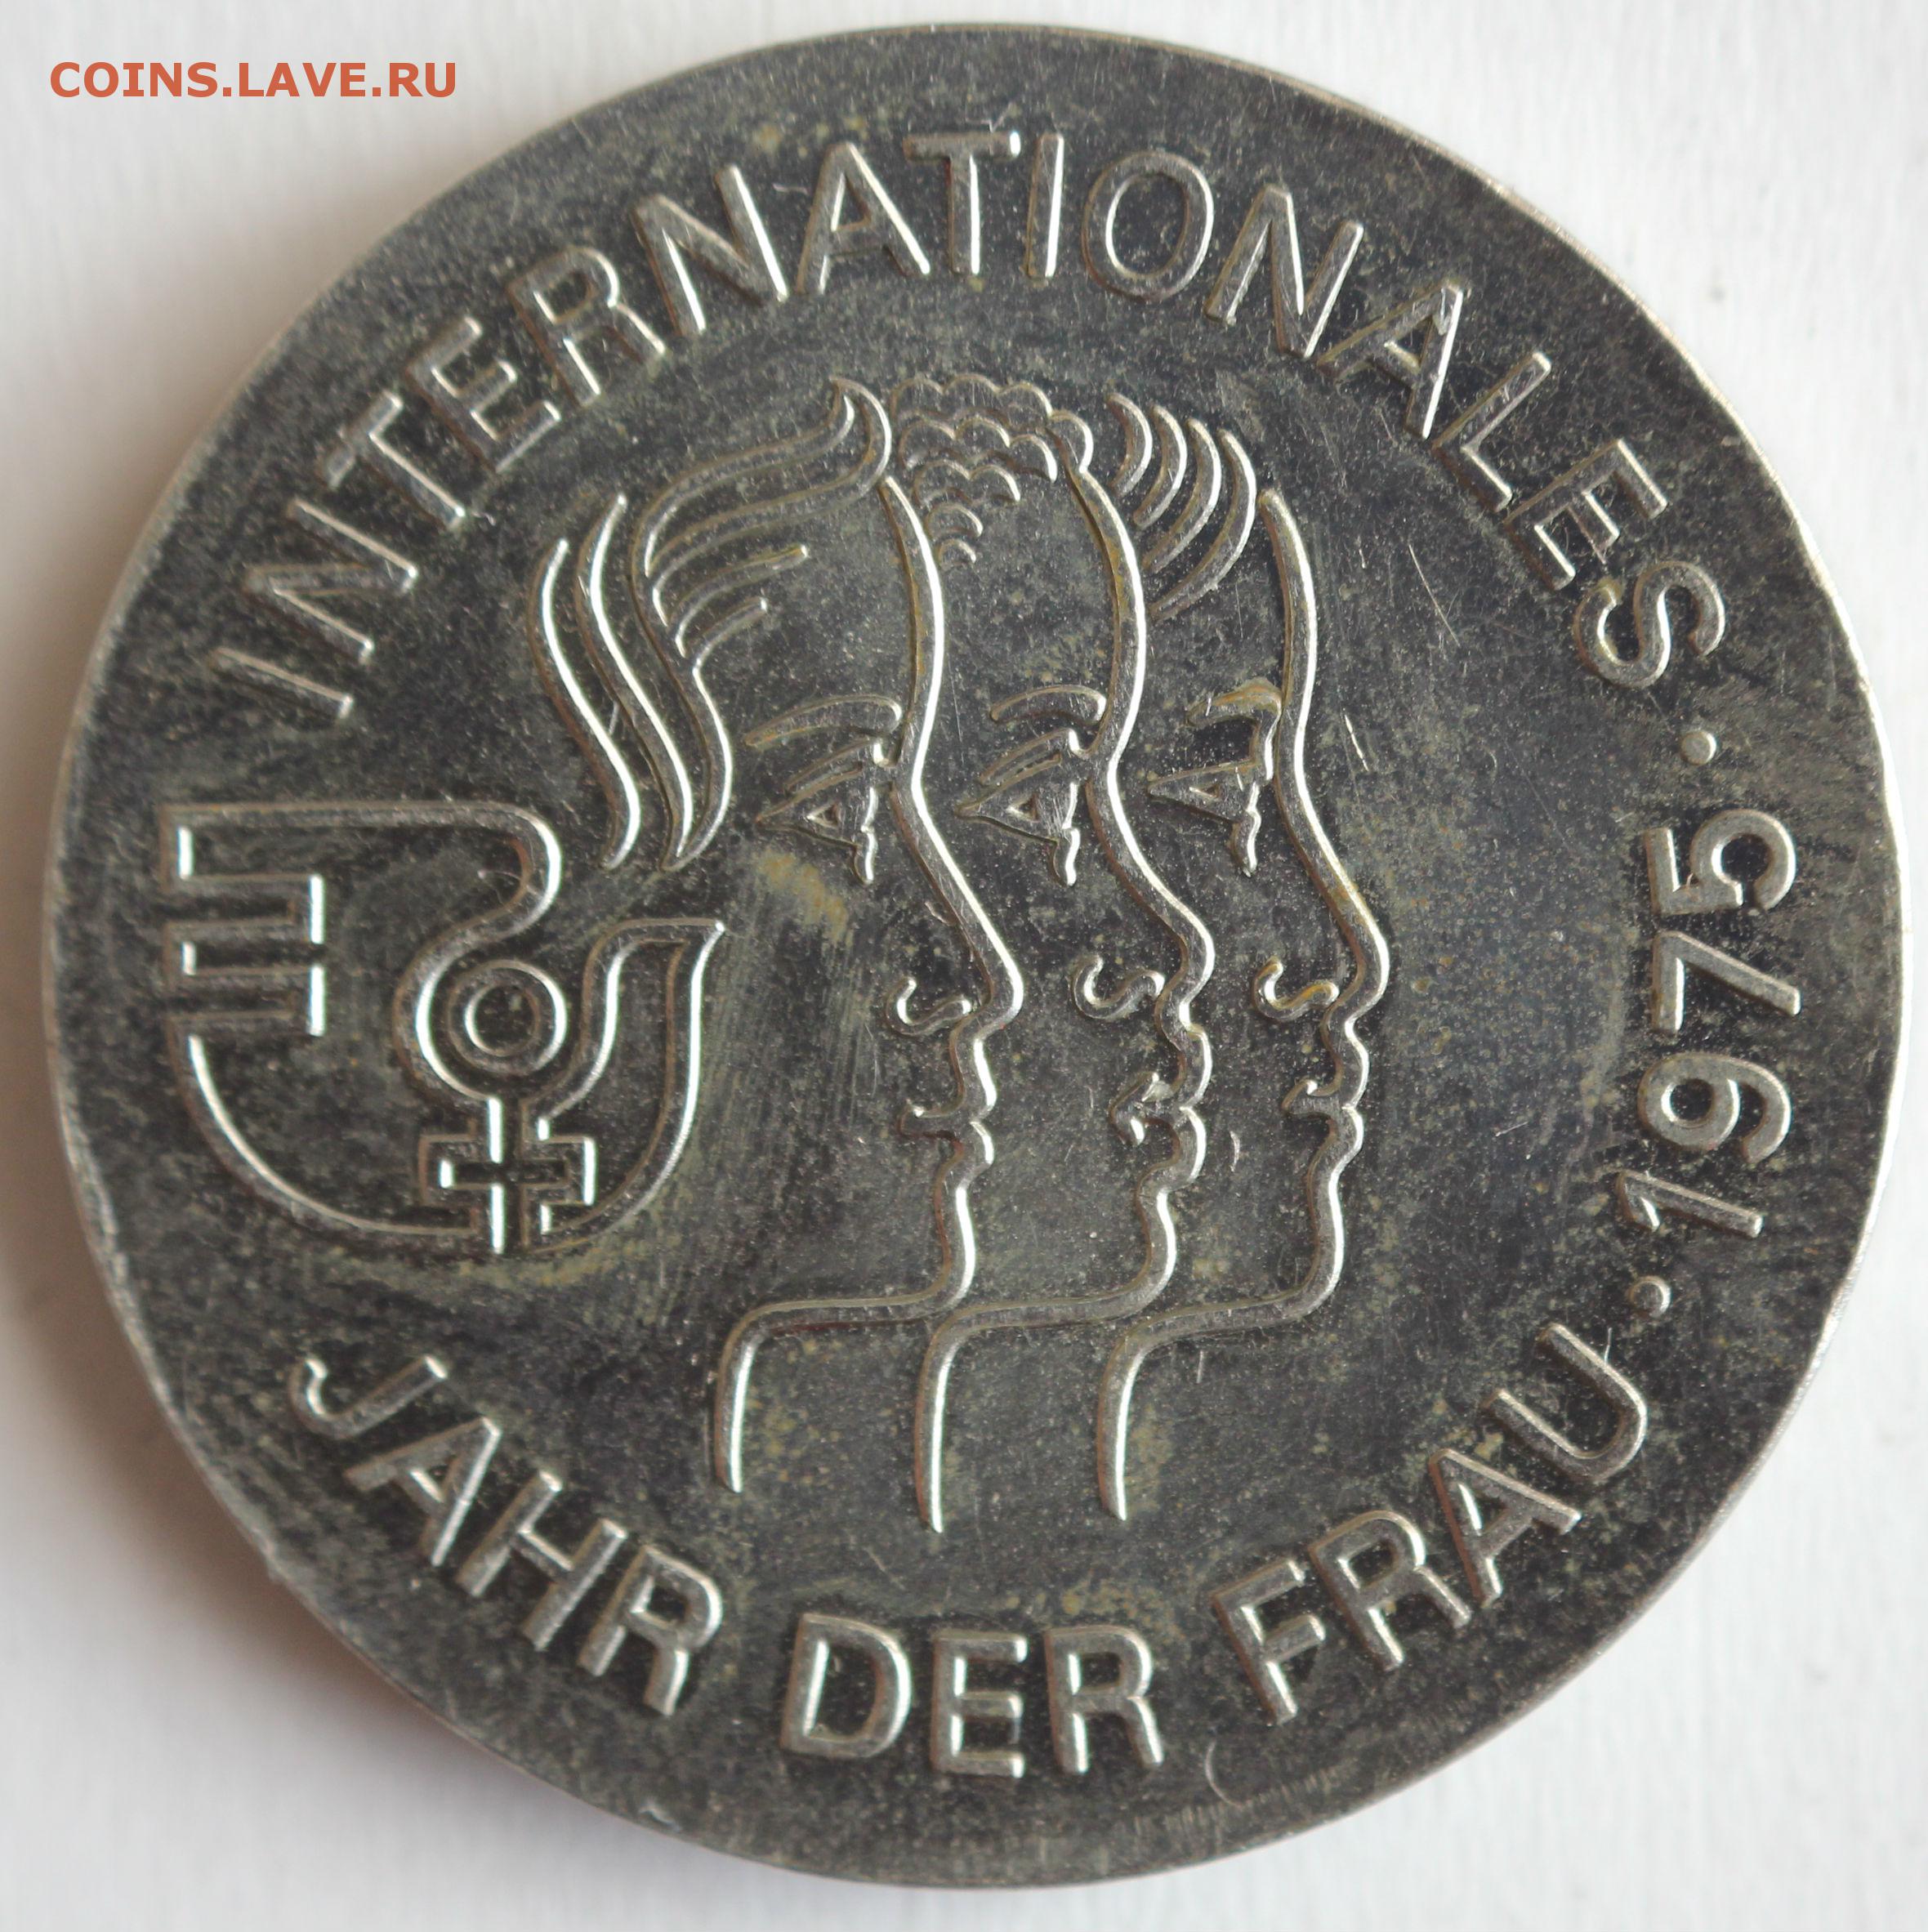 COINS.LAVE.RU
INTERNATIONALES · 1975 ·
JAHR DER FRAU